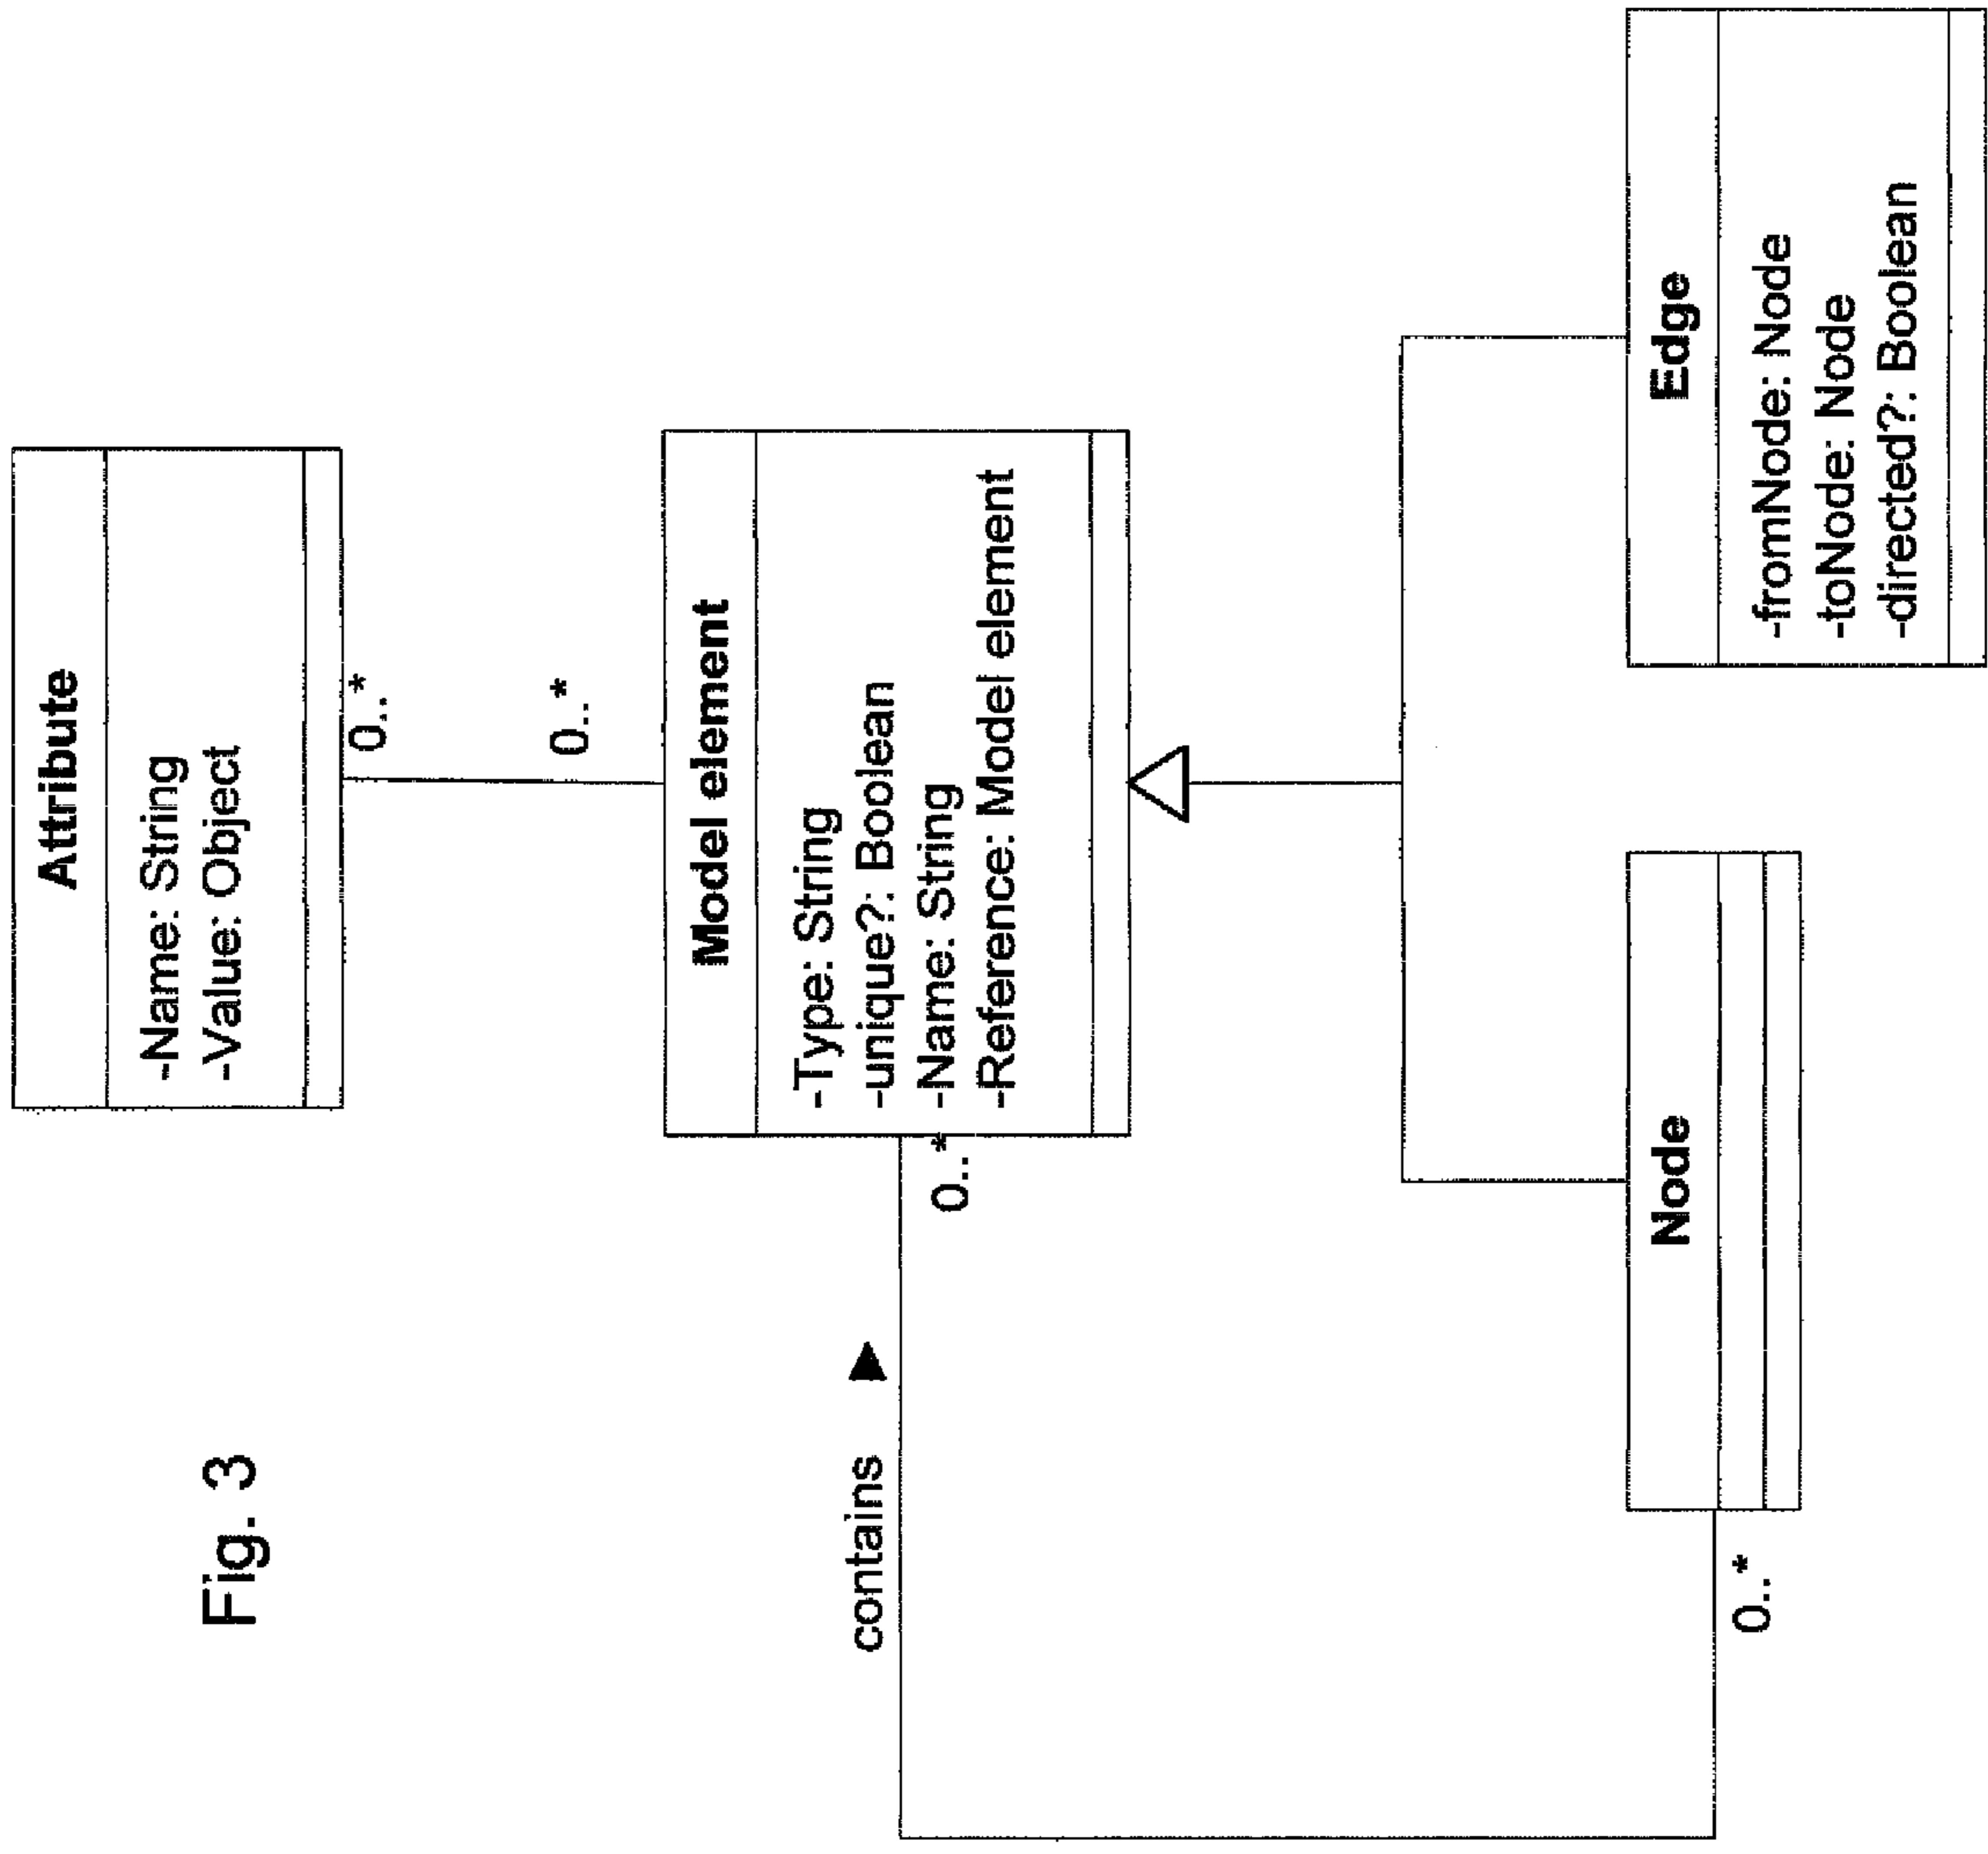 Fig. 3
Attribute
-Name: String
-Value: Object
0..*
0..*
Model element
-Type: String
-unique?: Boolean
-Name: String
-Reference: Model element
0..*
contains
Node
0..*
Edge
-fromNode: Node
-toNode: Node
-directed?: Boolean